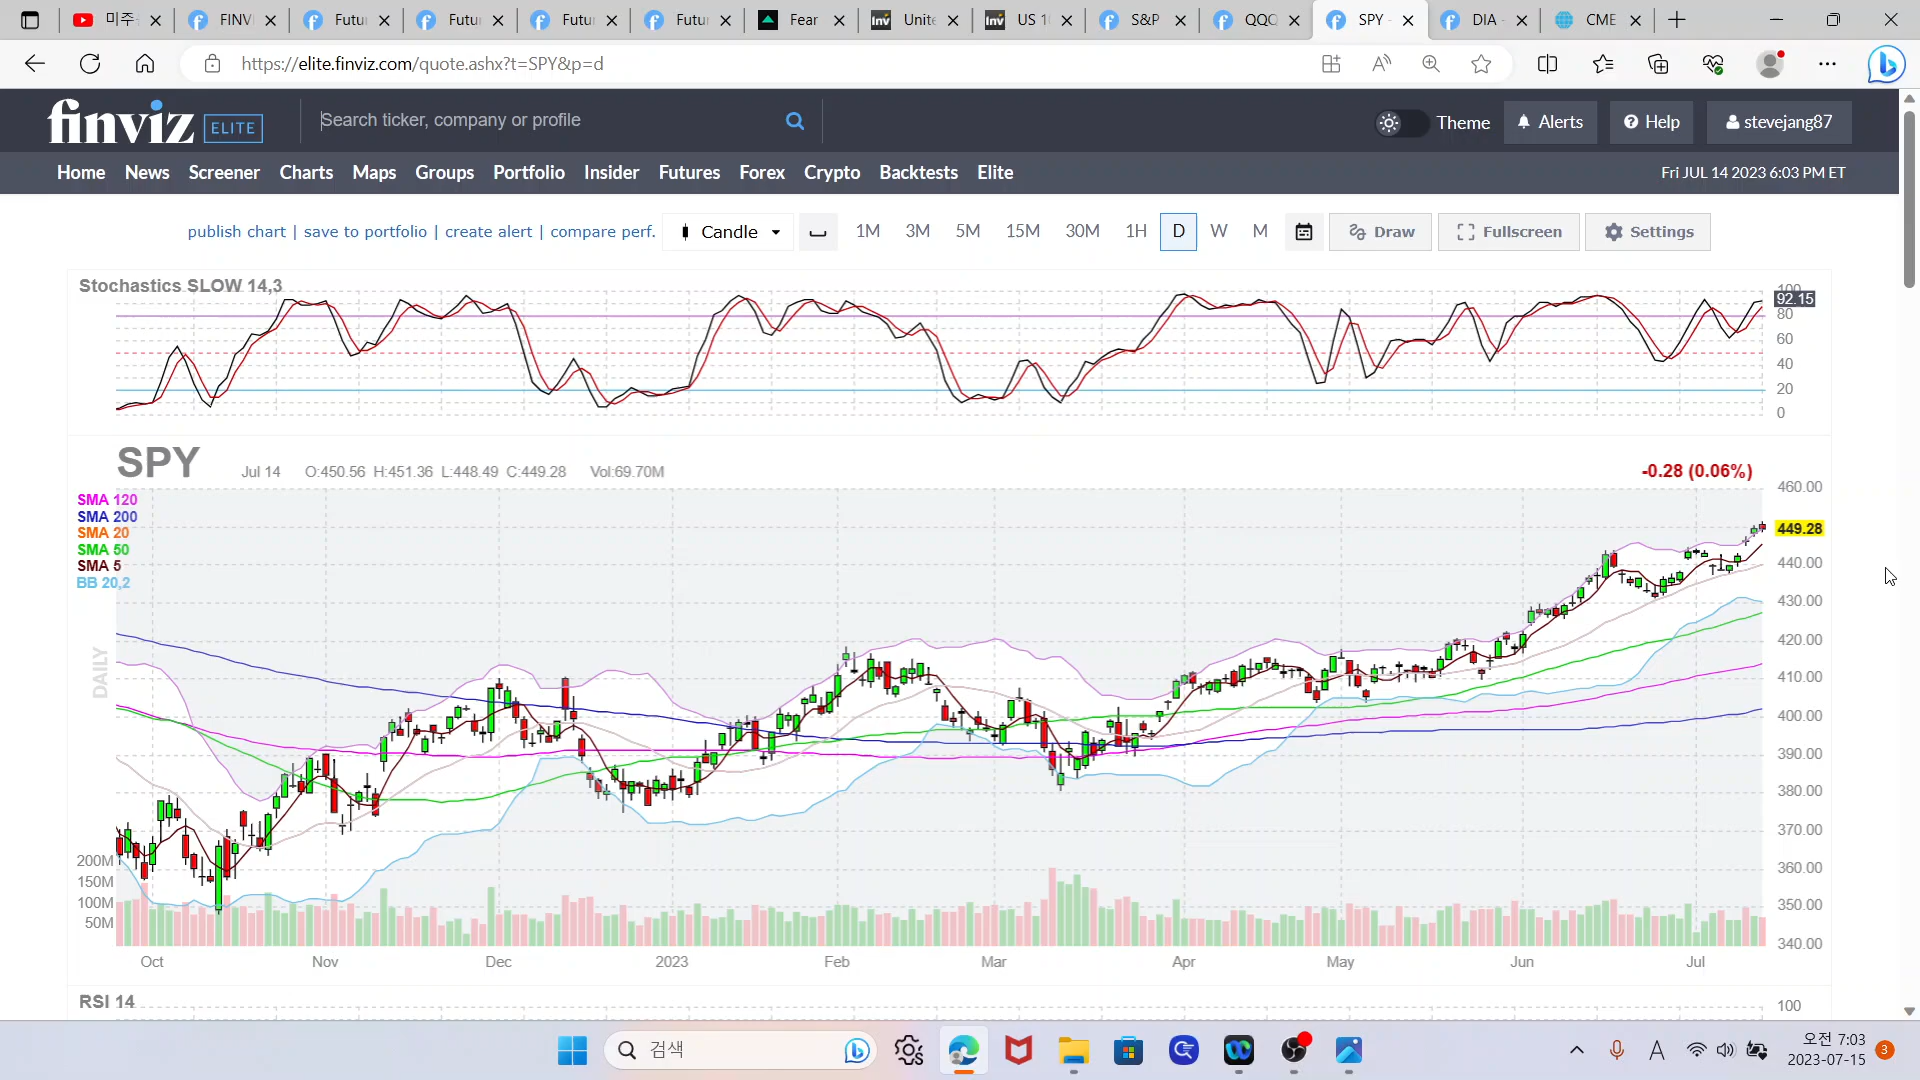 미주 FINVI Futur Futur Futur Futur Fear Unite US 1 S&P QQQ SPY - DIA - CME
https://elite.finviz.com/quote.ashx?t=SPY&p=d
finviz ELITE Search ticker, company or profile Theme Alerts Help stevejang87
Home News Screener Charts Maps Groups Portfolio Insider Futures Forex Crypto Backtests Elite Fri JUL 14 2023 6:03 PM ET
publish chart | save to portfolio | create alert | compare perf. Candle 1M 3M 5M 15M 30M 1H D W M Draw Fullscreen Settings
Stochastics SLOW 14,3
100
92.15
80
60
40
20
0
SPY Jul 14 O:450.56 H:451.36 L:448.49 C:449.28 Vol:69.70M -0.28 (0.06%)
460.00
SMA 120
SMA 200
SMA 20
SMA 50
SMA 5
BB 20,2
449.28
440.00
430.00
420.00
410.00
400.00
390.00
380.00
370.00
360.00
350.00
340.00
DAILY
200M
150M
100M
50M
Oct Nov Dec 2023 Feb Mar Apr May Jun Jul
RSI 14 100
검색 오전 7:03
2023-07-15 3